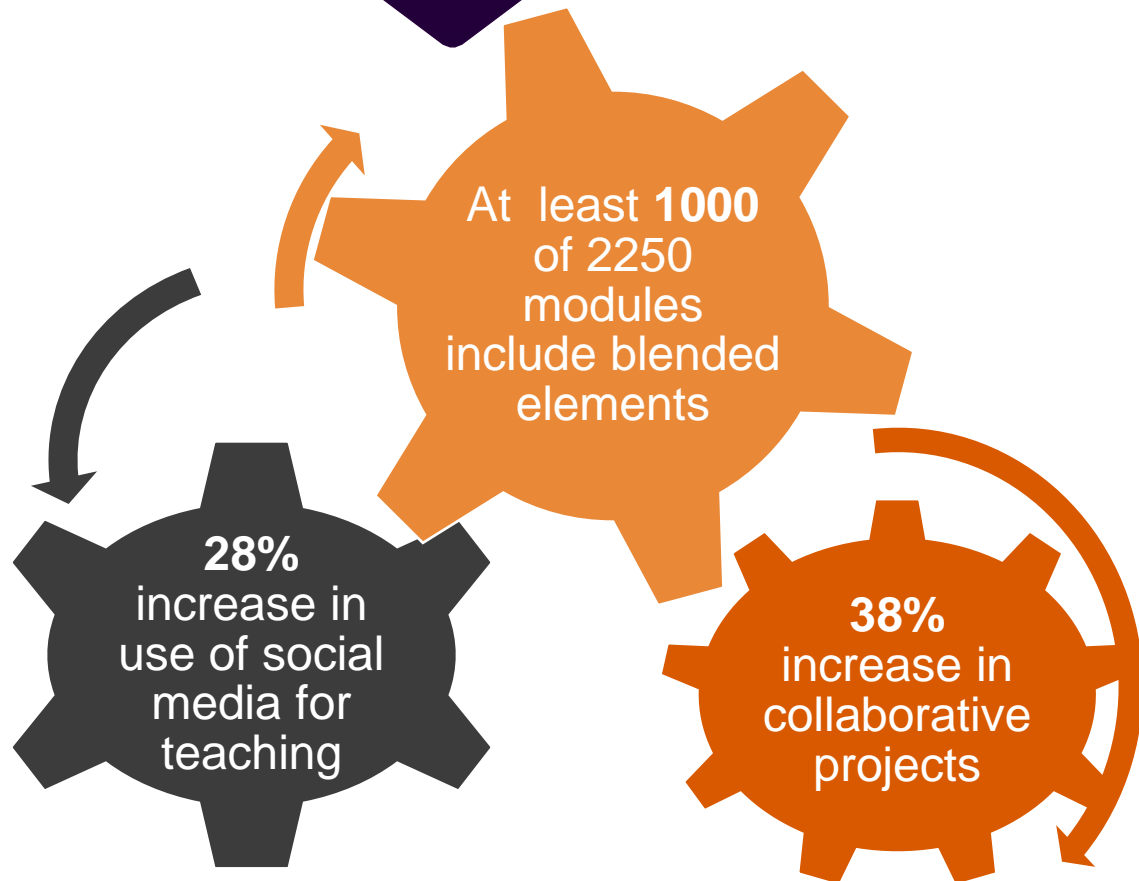 At least 1000
of 2250
modules
include blended
elements
28%
increase in
use of social
media for
teaching
38%
increase in
collaborative
projects